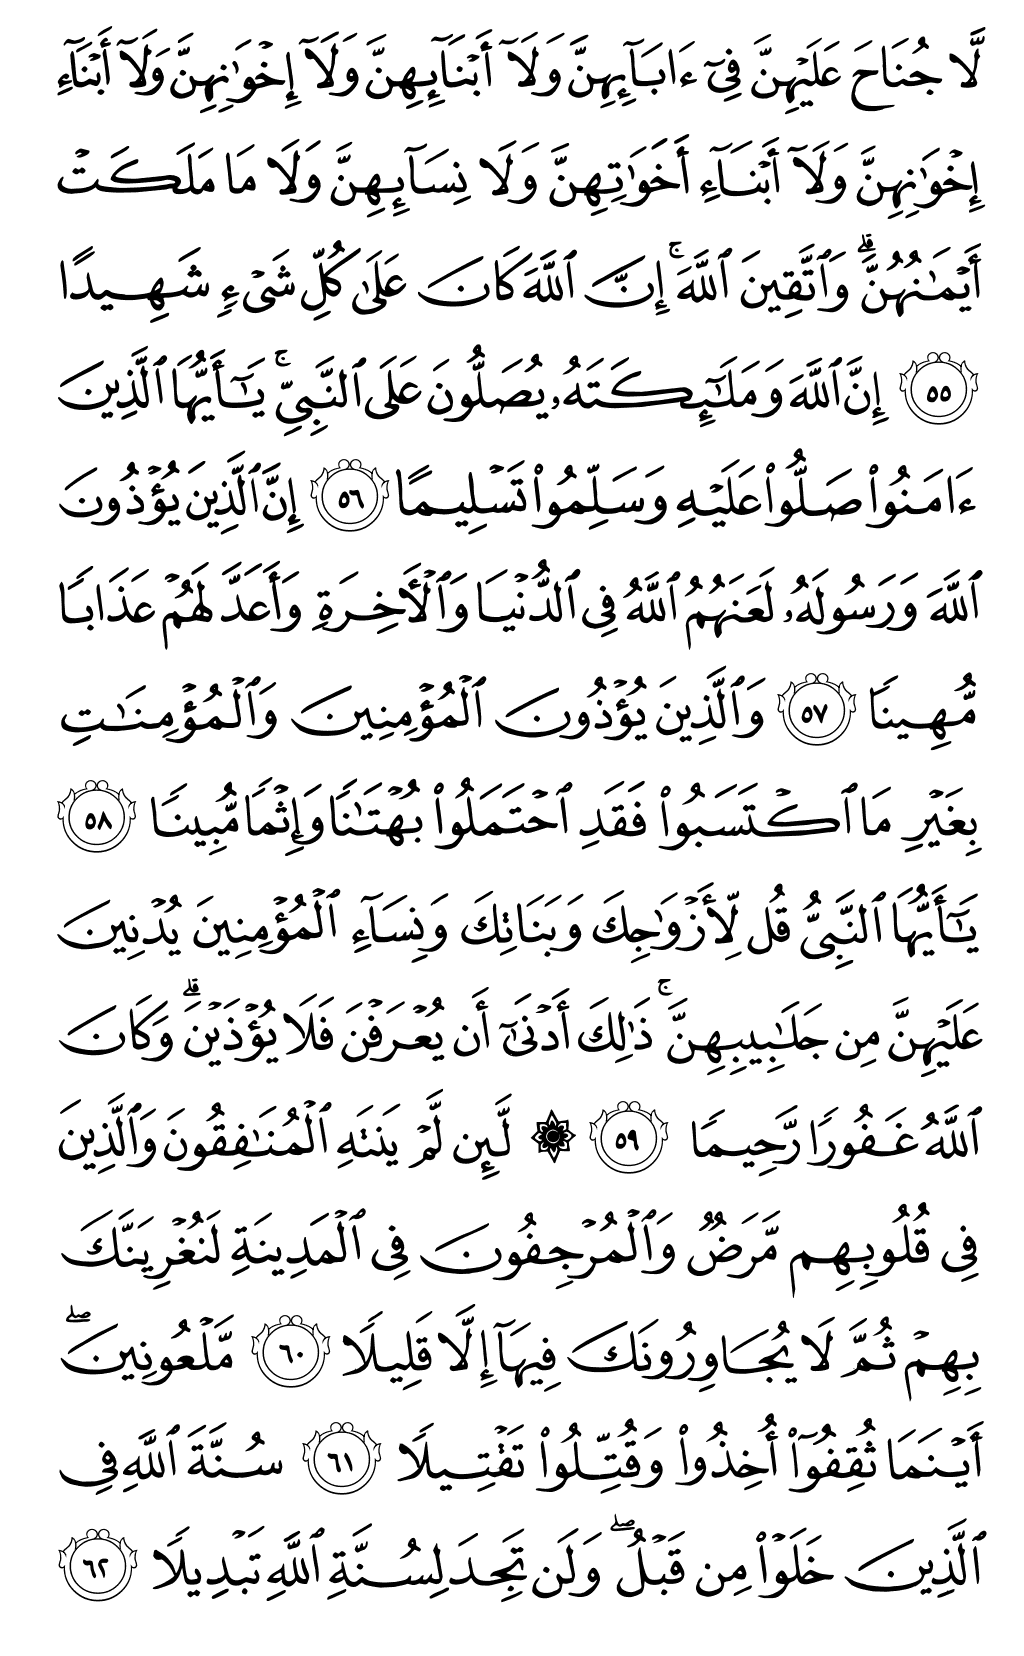 لَّا جُنَاحَ عَلَيْهِنَّ فِىٓ ءَابَآئِهِنَّ وَلَآ أَبْنَآئِهِنَّ وَلَآ إِخْوَٰنِهِنَّ وَلَآ أَبْنَآءِ
إِخْوَٰنِهِنَّ وَلَآ أَبْنَآءِ أَخَوَٰتِهِنَّ وَلَا نِسَآئِهِنَّ وَلَا مَا مَلَكَتْ
أَيْمَٰنُهُنَّ ۗ وَٱتَّقِينَ ٱللَّهَ ۚ إِنَّ ٱللَّهَ كَانَ عَلَىٰ كُلِّ شَىْءٍ شَهِيدًا
٥٥ إِنَّ ٱللَّهَ وَمَلَٰٓئِكَتَهُۥ يُصَلُّونَ عَلَى ٱلنَّبِىِّ ۚ يَٰٓأَيُّهَا ٱلَّذِينَ
ءَامَنُوا۟ صَلُّوا۟ عَلَيْهِ وَسَلِّمُوا۟ تَسْلِيمًا ٥٦ إِنَّ ٱلَّذِينَ يُؤْذُونَ
ٱللَّهَ وَرَسُولَهُۥ لَعَنَهُمُ ٱللَّهُ فِى ٱلدُّنْيَا وَٱلْءَاخِرَةِ وَأَعَدَّ لَهُمْ عَذَابًا
مُّهِينًا ٥٧ وَٱلَّذِينَ يُؤْذُونَ ٱلْمُؤْمِنِينَ وَٱلْمُؤْمِنَٰتِ
بِغَيْرِ مَا ٱكْتَسَبُوا۟ فَقَدِ ٱحْتَمَلُوا۟ بُهْتَٰنًا وَإِثْمًا مُّبِينًا ٥٨
يَٰٓأَيُّهَا ٱلنَّبِىُّ قُل لِّأَزْوَٰجِكَ وَبَنَاتِكَ وَنِسَآءِ ٱلْمُؤْمِنِينَ يُدْنِينَ
عَلَيْهِنَّ مِن جَلَٰبِيبِهِنَّ ۚ ذَٰلِكَ أَدْنَىٰٓ أَن يُعْرَفْنَ فَلَا يُؤْذَيْنَ ۗ وَكَانَ
ٱللَّهُ غَفُورًا رَّحِيمًا ٥٩ ۞ لَّئِن لَّمْ يَنتَهِ ٱلْمُنَٰفِقُونَ وَٱلَّذِينَ
فِى قُلُوبِهِم مَّرَضٌ وَٱلْمُرْجِفُونَ فِى ٱلْمَدِينَةِ لَنُغْرِيَنَّكَ
بِهِمْ ثُمَّ لَا يُجَاوِرُونَكَ فِيهَآ إِلَّا قَلِيلًا ٦٠ مَّلْعُونِينَ ۖ
أَيْنَمَا ثُقِفُوٓا۟ أُخِذُوا۟ وَقُتِّلُوا۟ تَقْتِيلًا ٦١ سُنَّةَ ٱللَّهِ فِى
ٱلَّذِينَ خَلَوْا۟ مِن قَبْلُ ۖ وَلَن تَجِدَ لِسُنَّةِ ٱللَّهِ تَبْدِيلًا ٦٢